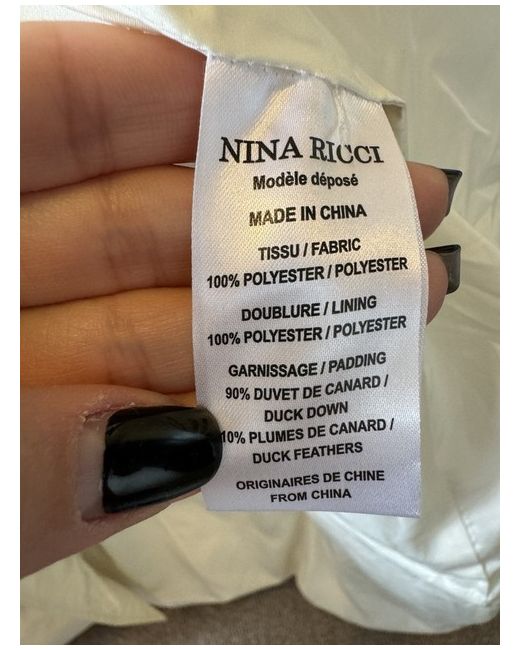 NINA RICCI
Modèle déposé
MADE IN CHINA
TISSU / FABRIC
100% POLYESTER / POLYESTER
DOUBLURE / LINING
100% POLYESTER / POLYESTER
GARNISSAGE / PADDING
90% DUVET DE CANARD /
DUCK DOWN
10% PLUMES DE CANARD /
DUCK FEATHERS
ORIGINAIRES DE CHINE
FROM CHINA